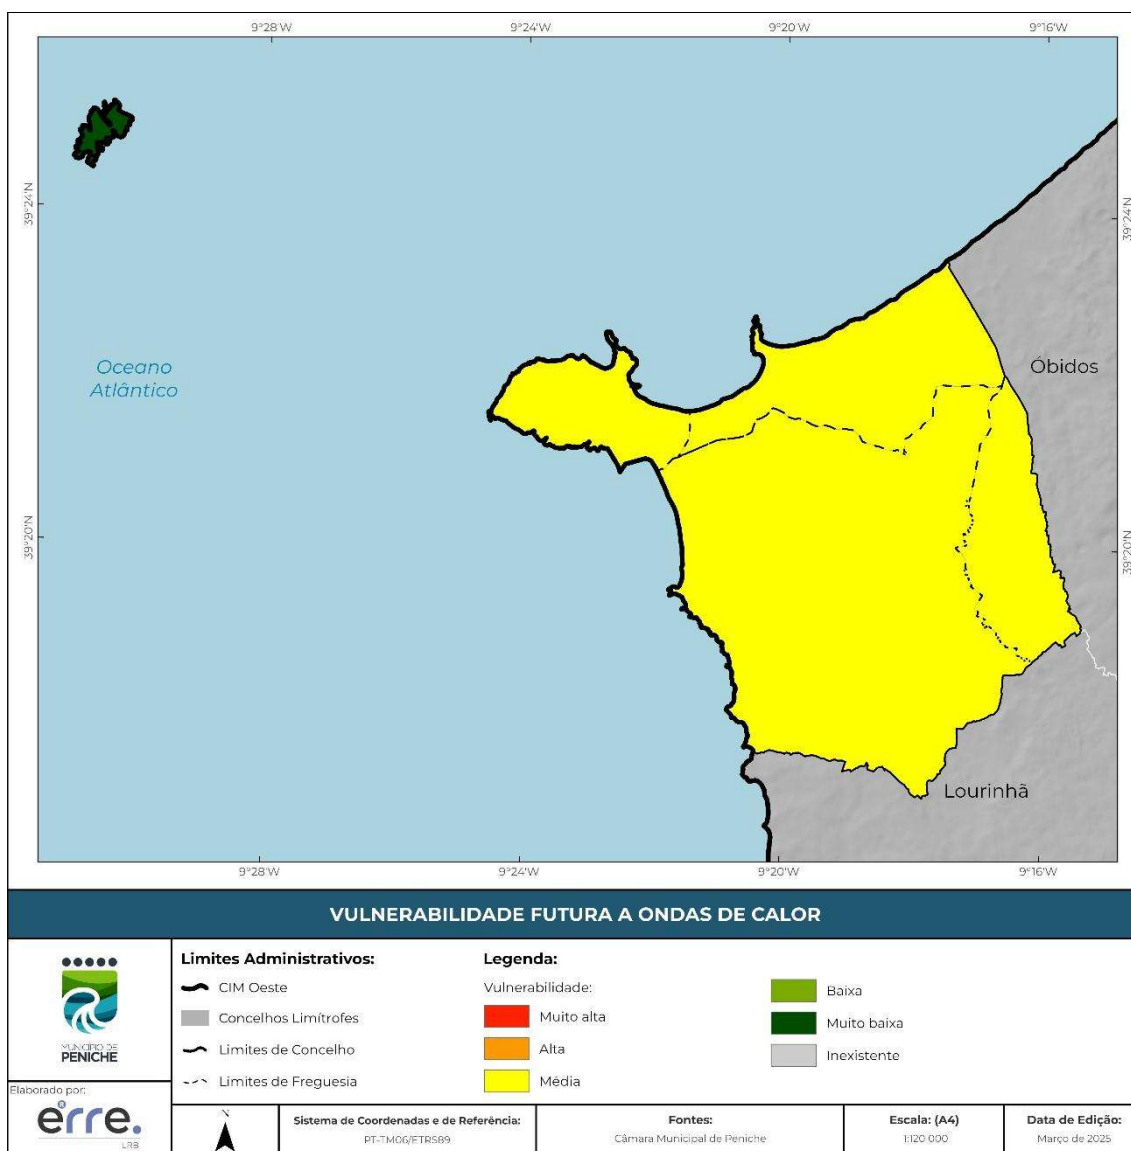 9°28'W
9°24'W
9°20'W
9°16'W
39°24'N
39°24'N
Oceano
Atlântico
Óbidos
39°20'N
39°20'N
Lourinhã
9°28'W
9°24'W
9°20'W
9°16'W
VULNERABILIDADE FUTURA A ONDAS DE CALOR
MUNICÍPIO DE
PENICHE
Limites Administrativos:
CIM Oeste
Concelhos Limítrofes
Limites de Concelho
Limites de Freguesia
Legenda:
Vulnerabilidade:
Muito alta
Alta
Média
Baixa
Muito baixa
Inexistente
Elaborado por:
erre.
LRB
N
Sistema de Coordenadas e de Referência:
PT-TM06/ETRS89
Fontes:
Câmara Municipal de Peniche
Escala: (A4)
1:120 000
Data de Edição:
Março de 2025